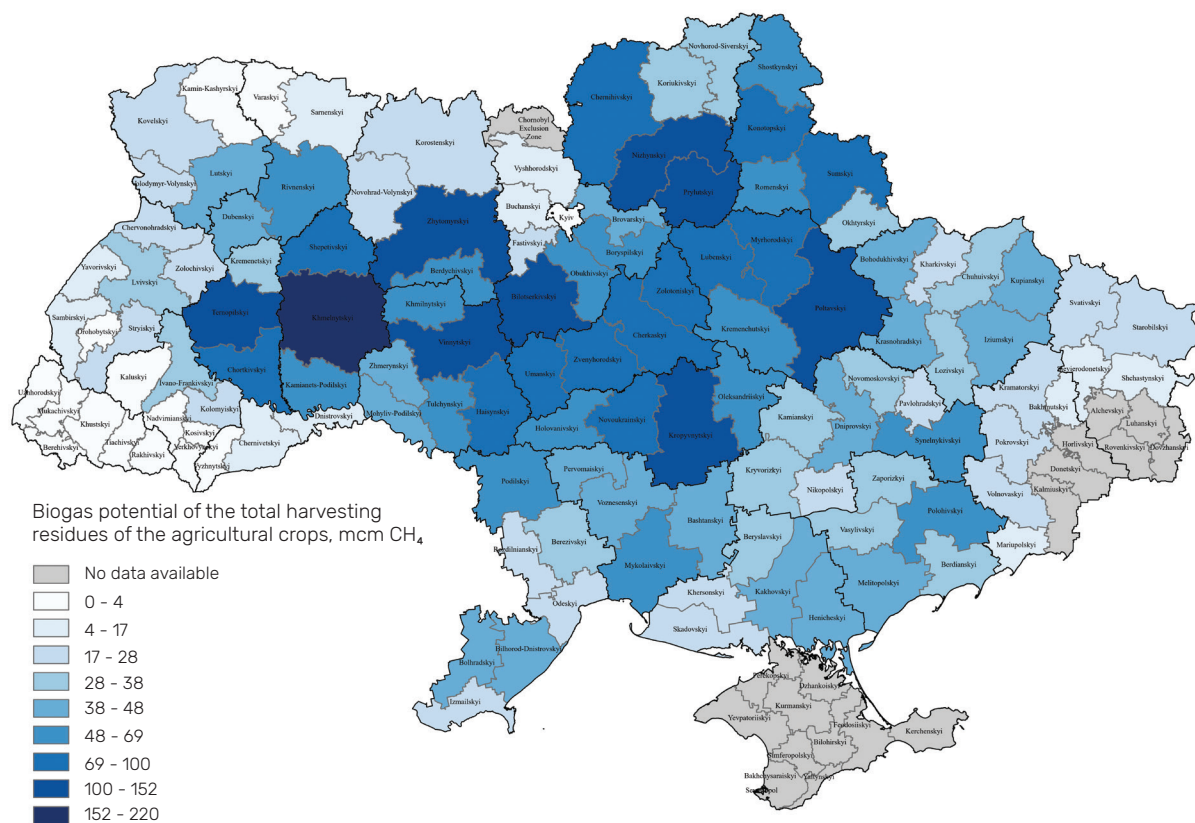 Novhorod-Siverskyi
Shostkynskyi
Koriukivskyi
Kamin-Kashyrskyi
Varaskyi
Sarnenskyi
Chernihivskyi
Kovelskyi
Chornobyl
Exclusion
Zone
Konotopskyi
Korostenskyi
Nizhynskyi
Vyshhorodskyi
Lutskyi
Rivnenskyi
Novohrad-Volynskyi
Prylutskyi
Romenskyi
Sumskyi
Buchanskyi
Kyiv
Dubenskyi
Zhytomyrskyi
Brovarskyi
Okhtyrskyi
Chervonohradskyi
Shepetivskyi
Fastivskyi
Boryspilskyi
Myrhorodskyi
Lubenskyi
Bohodukhivskyi
Kharkivskyi
Chuhuivskyi
Kupianskyi
Kremenetskyi
Zolochivskyi
Yavorivskyi
Lvivskyi
Berdychivskyi
Obukhivskyi
Khmilnytskyi
Bilotserkivskyi
Zolotoniskyi
Svativskyi
Starobilskyi
Sambirskyi
Drohobytskyi
Stryiskyi
Ternopilskyi
Khmelnytskyi
Vinnytskyi
Cherkaskyi
Kremenchutskyi
Poltavskyi
Krasnohradskyi
Iziumskyi
Chortkivskyi
Kamianets-Podilskyi
Zhmerynskyi
Umanskyi
Zvenyhorodskyi
Novomoskovskyi
Lozivskyi
Shchastynskyi
Kaluskyi
Ivano-Frankivskyi
Kolomyiskyi
Tulchynskyi
Haisynskyi
Oleksandriiskyi
Pavlohradskyi
Kramatorskyi
Bakhmutskyi
Alchevskyi
Luhanskyi
Mukachivskyi
Khustskyi
Nadvirnianskyi
Kosivskyi
Dnistrovskyi
Mohyliv-Podilskyi
Holovanivskyi
Novoukrainskyi
Kropyvnytskyi
Kamianskyi
Dniprovskyi
Synelnykivskyi
Pokrovskyi
Horlivskyi
Rovenkivskyi
Dovzhanskyi
Berehivskyi
Tiachivskyi
Rakhivskyi
Verkhovynskyi
Vyzhnytskyi
Chernivetskyi
Podilskyi
Pervomaiskyi
Voznesenskyi
Kryvorizkyi
Nikopolskyi
Zaporizkyi
Volnovaskyi
Donetskyi
Kalmiuskyi
Biogas potential of the total harvesting
residues of the agricultural crops, mcm CH₄
Berezivskyi
Bashtanskyi
Beryslavskyi
Vasylivskyi
Polohivskyi
Mariupolskyi
Berdianskyi
Mykolaivskyi
Melitopolskyi
Odeskyi
Khersonskyi
Kakhovskyi
Henicheskyi
Skadovskyi
Bolhradskyi
Bilhorod-Dnistrovskyi
Izmailskyi
Perekopskyi
Dzhankoiskyi
Kurmanskyi
Yevpatoriiskyi
Feodosiiskyi
Kerchenskyi
Bilohirskyi
Simferopolskyi
Bakhchysaraiskyi
Yaltynskyi
No data available
0 - 4
4 - 17
17 - 28
28 - 38
38 - 48
48 - 69
69 - 100
100 - 152
152 - 220